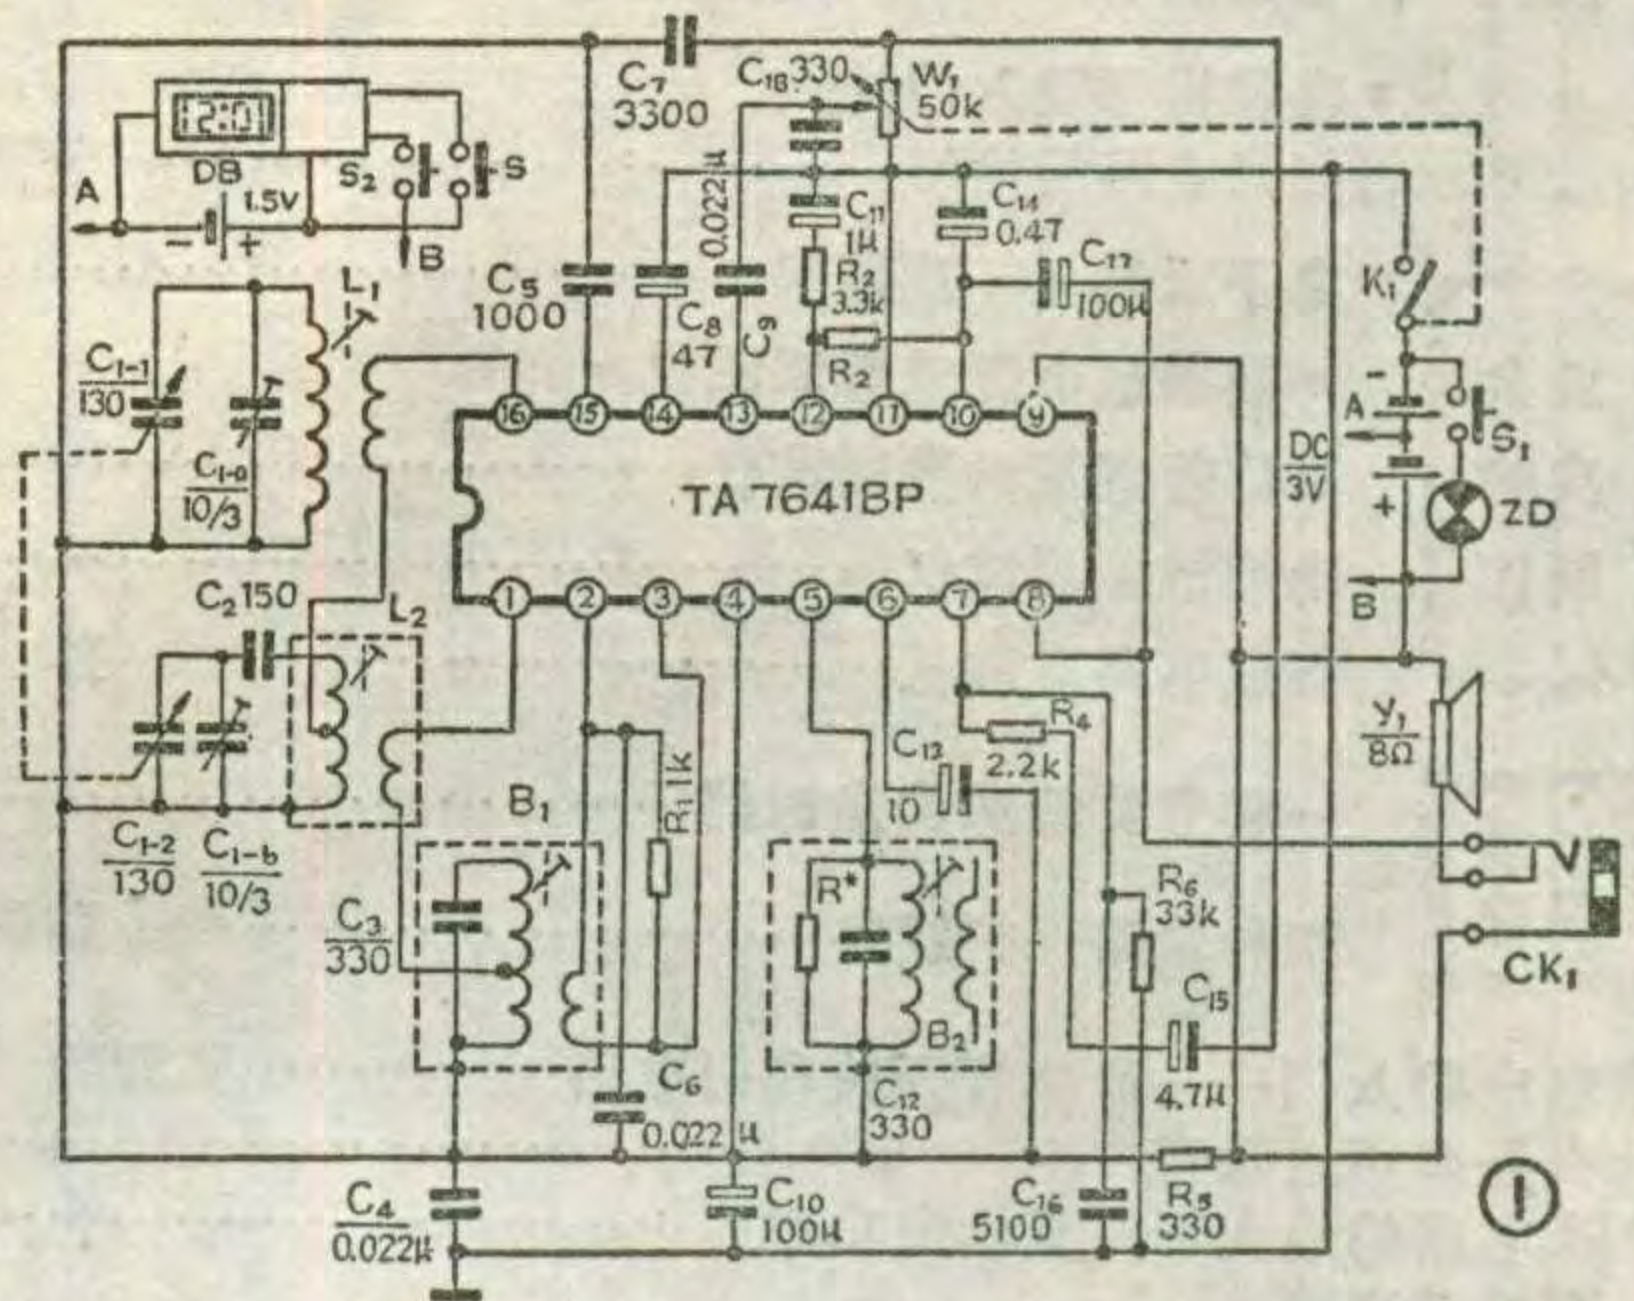 C₇
3300
C₁₈ 330
W₁
50k
12:01
DB
S₂
S
A
1.5V
−
+
B
0.022μ
C₁₁
1μ
C₁₄
0.47
R₂
3.3k
C₁₇
100μ
K₁
L₁
C₅
1000
C₈
47
C₉
R₂
C₁₋₁
130
C₁₋ₐ
10/3
16
15
14
13
12
11
10
9
−
A
S₁
DC
3V
+
ZD
TA7641BP
C₂ 150
L₂
1
2
3
4
5
6
7
8
B
R₄
2.2k
C₁₃
10
Y₁
8Ω
R₁ 1k
B₁
C₁₋₂
130
C₁₋b
10/3
R*
R₆
33k
C₃
330
CK₁
C₁₅
4.7μ
B₂
C₆
0.022μ
C₁₂
330
C₄
0.022μ
C₁₀
100μ
C₁₆
5100
R₅
330
1